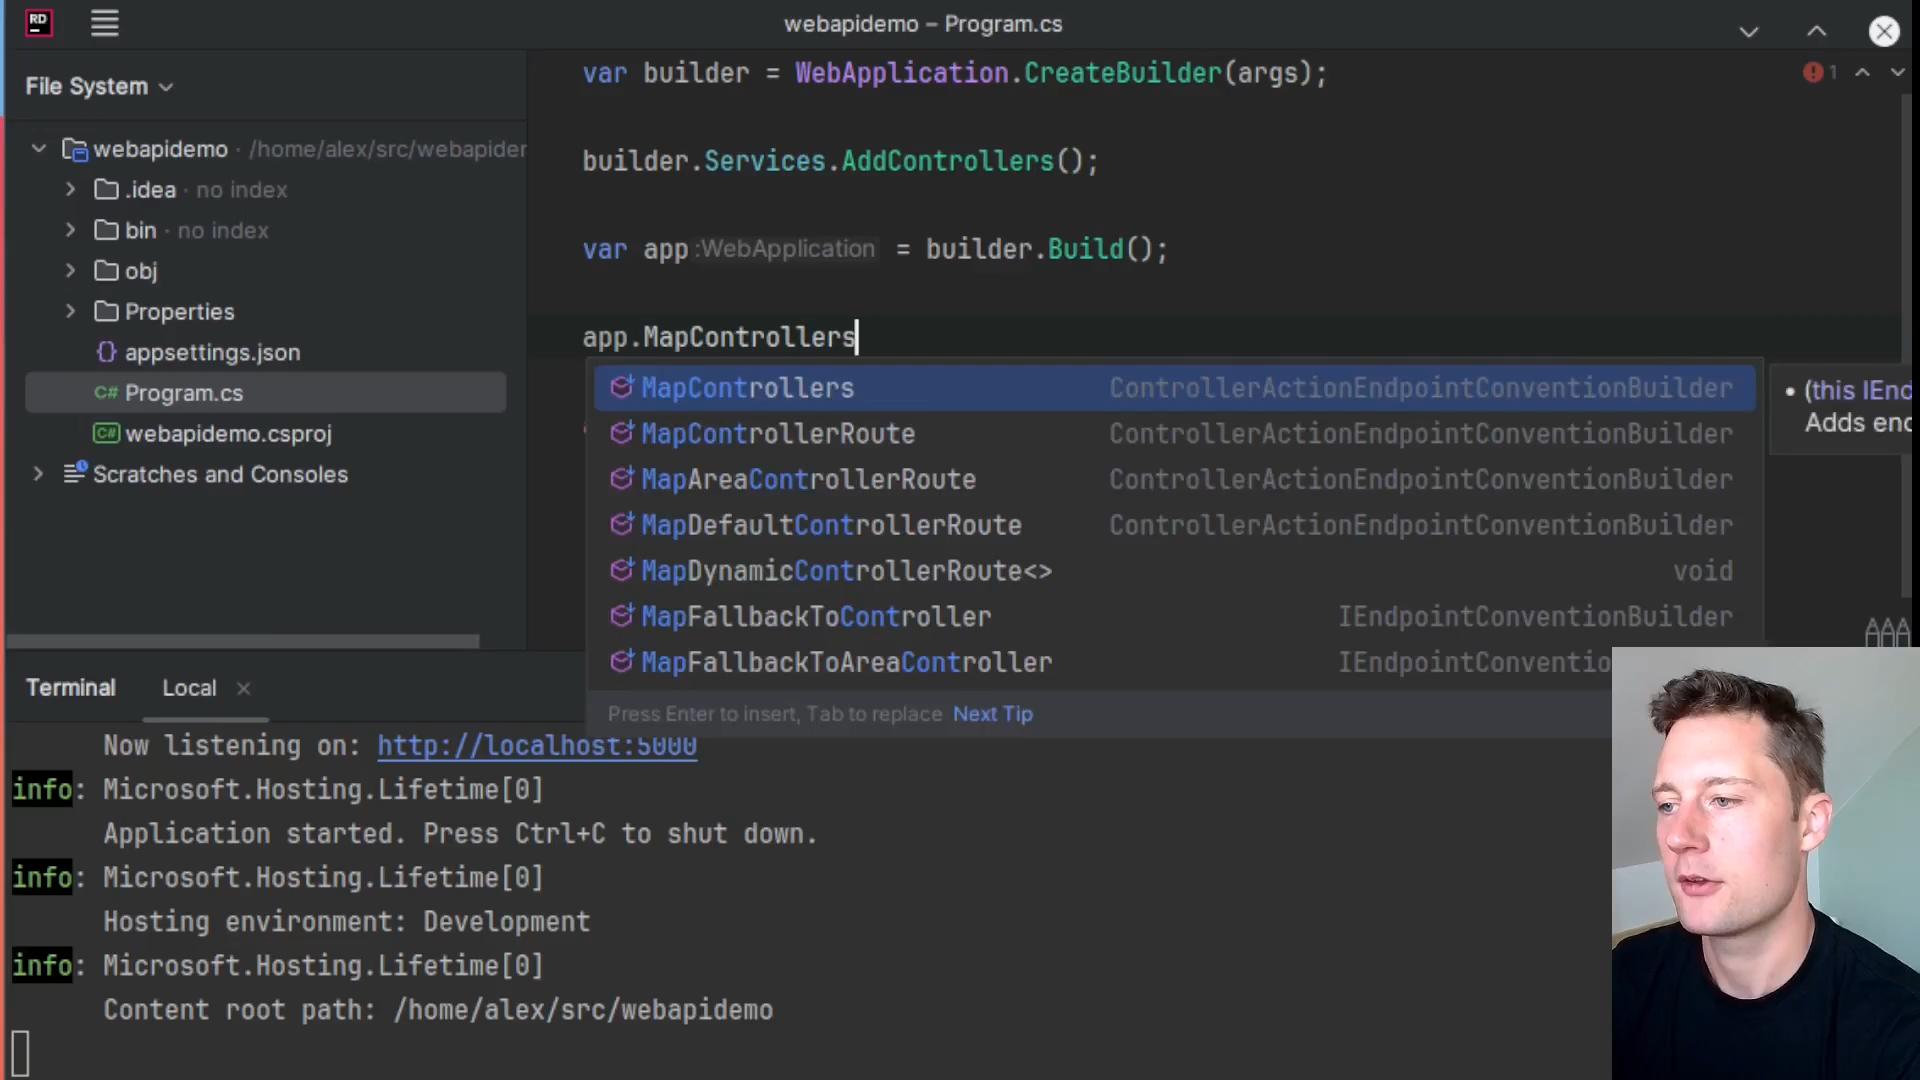 RD
webapidemo – Program.cs
File System
webapidemo · /home/alex/src/webapider
.idea · no index
bin · no index
obj
Properties
appsettings.json
C# Program.cs
C# webapidemo.csproj
Scratches and Consoles
var builder = WebApplication.CreateBuilder(args);
1
builder.Services.AddControllers();
var app :WebApplication = builder.Build();
app.MapControllers
MapControllers ControllerActionEndpointConventionBuilder
MapControllerRoute ControllerActionEndpointConventionBuilder
MapAreaControllerRoute ControllerActionEndpointConventionBuilder
MapDefaultControllerRoute ControllerActionEndpointConventionBuilder
MapDynamicControllerRoute<> void
MapFallbackToController IEndpointConventionBuilder
MapFallbackToAreaController IEndpointConventio
Press Enter to insert, Tab to replace Next Tip
• (this IEnd
Adds end
Terminal Local
Now listening on: http://localhost:5000
info: Microsoft.Hosting.Lifetime[0]
Application started. Press Ctrl+C to shut down.
info: Microsoft.Hosting.Lifetime[0]
Hosting environment: Development
info: Microsoft.Hosting.Lifetime[0]
Content root path: /home/alex/src/webapidemo